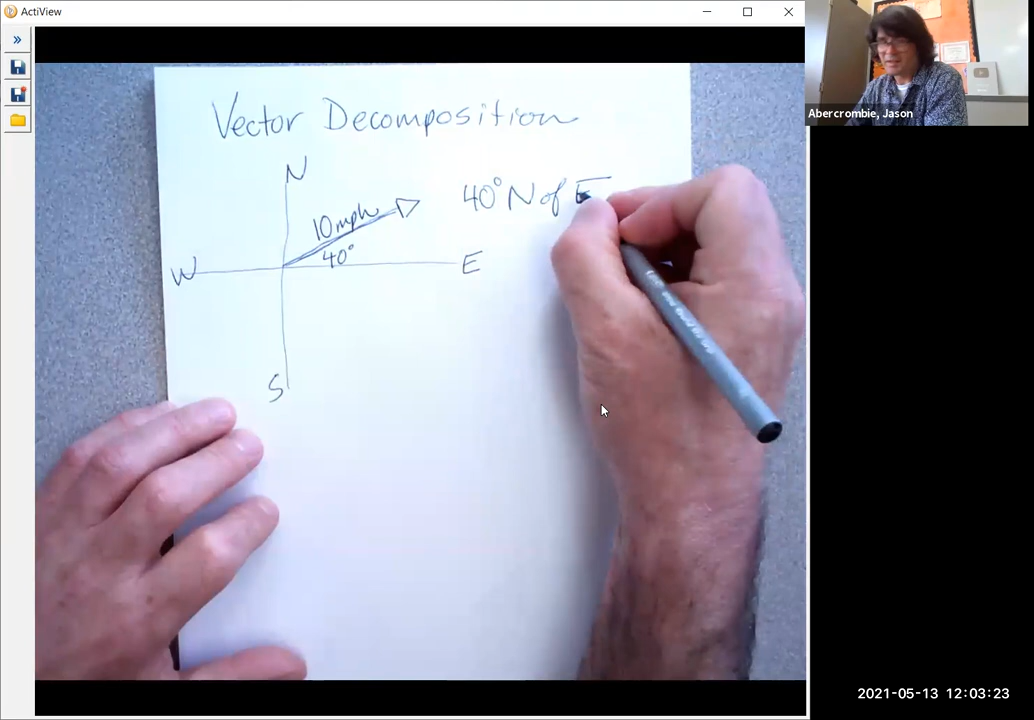 ActiView
Abercrombie, Jason
Vector Decomposition
N
10 mph
40° N of E
40°
W
E
S
2021-05-13 12:03:23